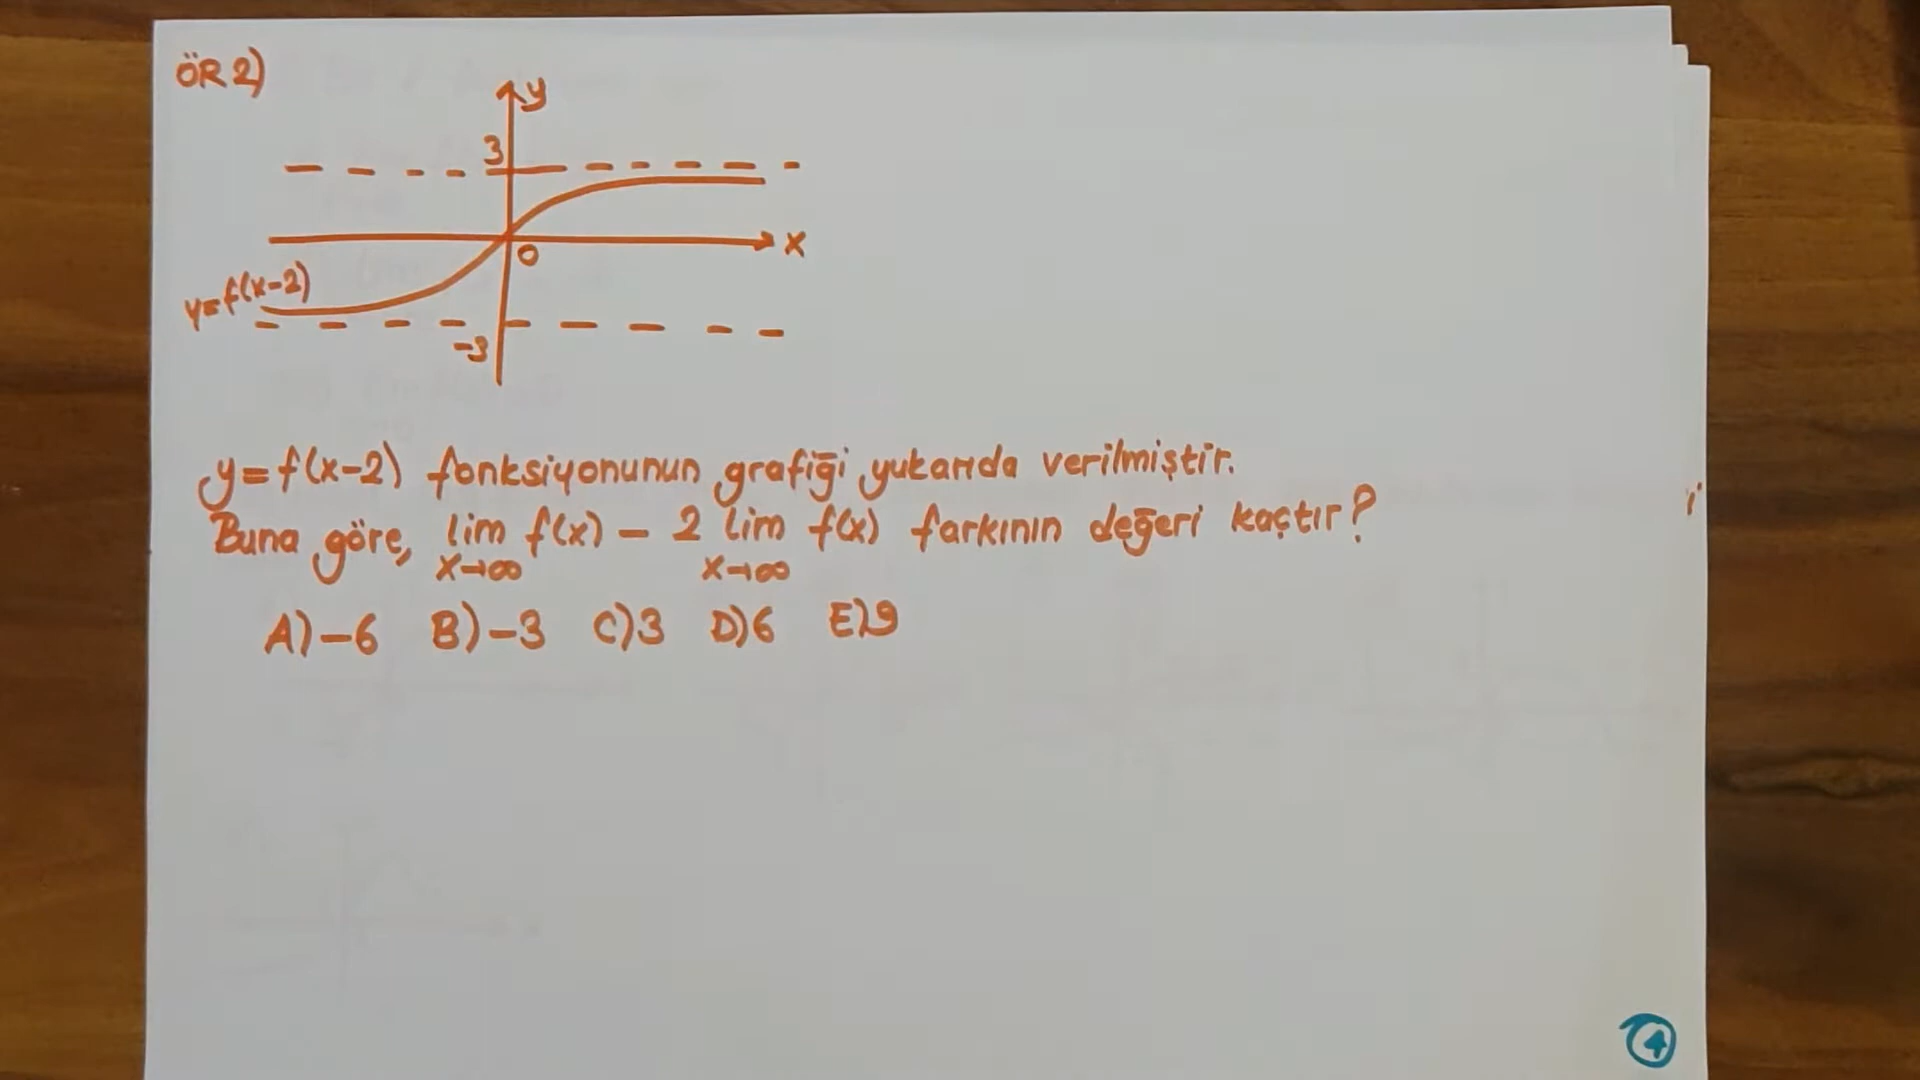 ÖR 2)
y
3
0
x
y=f(x-2)
-3
y=f(x-2) fonksiyonunun grafiği yukarıda verilmiştir.
Buna göre, lim f(x) - 2 lim f(x) farkının değeri kaçtır?
x→∞ x→∞
A)-6 B)-3 C)3 D)6 E)9
4